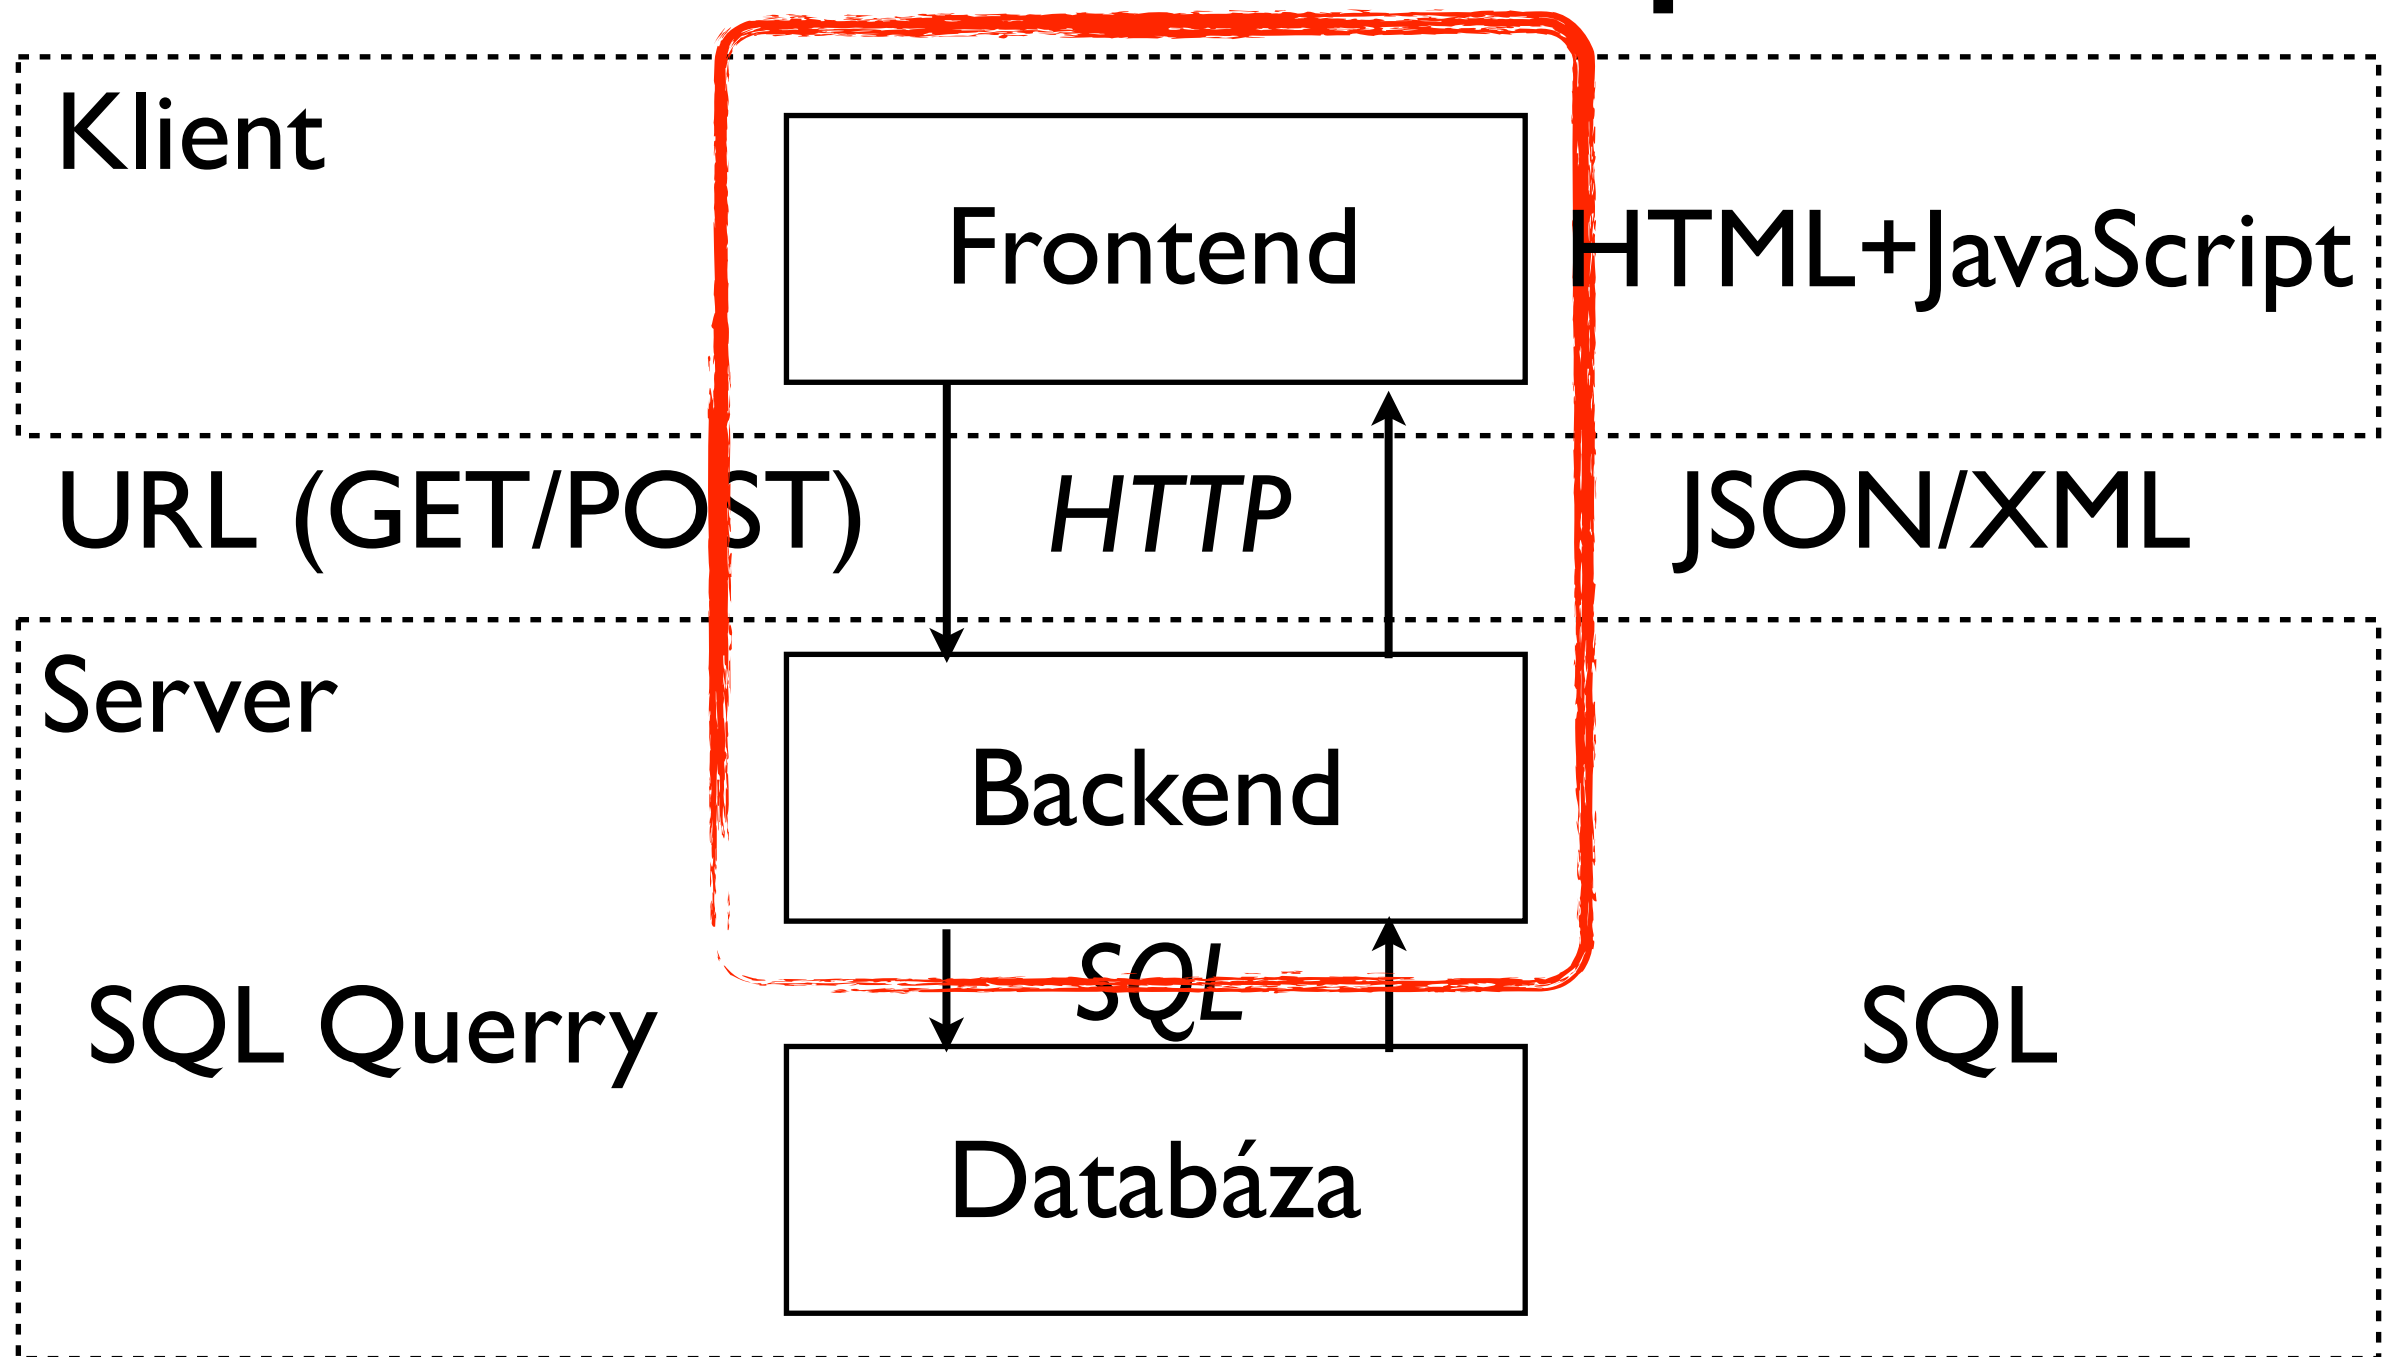 Klient
Frontend
HTML+JavaScript
URL (GET/POST)
HTTP
JSON/XML
Server
Backend
SQL
SQL Querry
SQL
Databáza